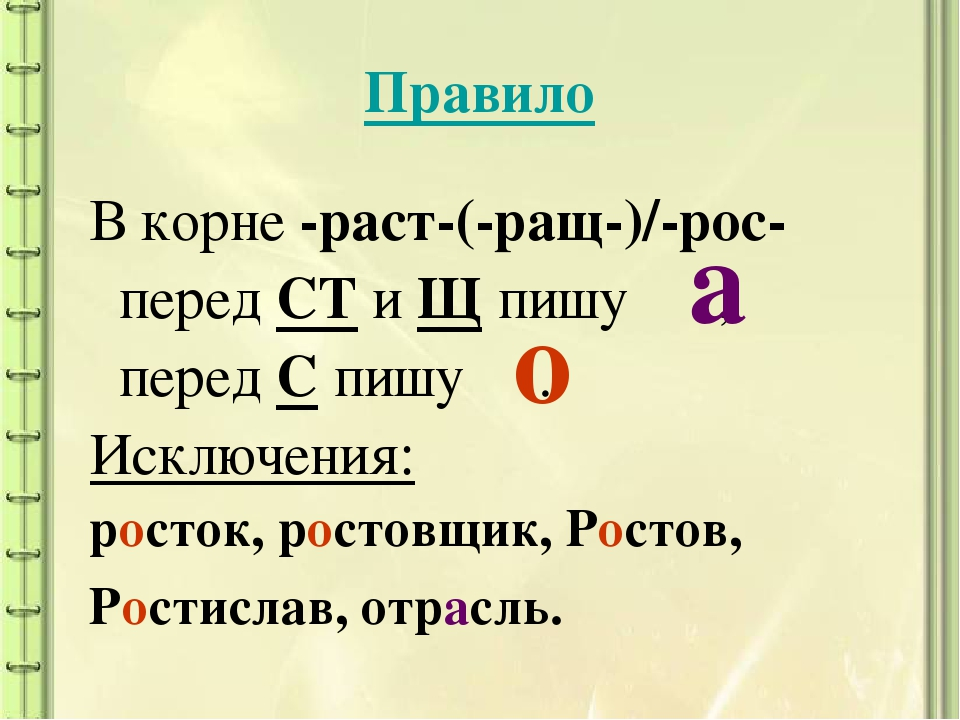 Правило
В корне -раст-(-ращ-)/-рос-
перед СТ и Щ пишу а,
перед С пишу о.
Исключения:
росток, ростовщик, Ростов,
Ростислав, отрасль.